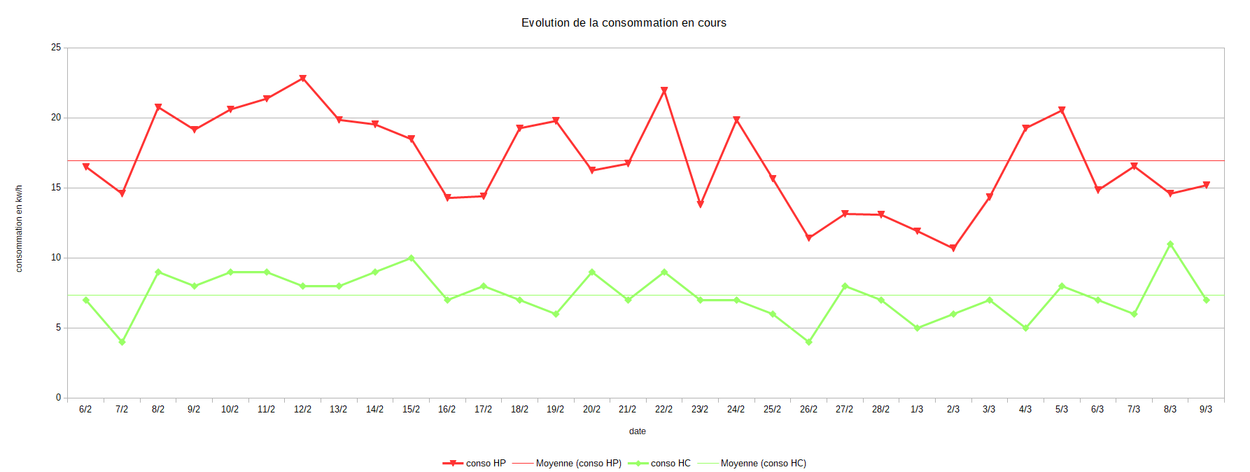 Evolution de la consommation en cours
25
20
15
10
5
0
consommation en kw/h
6/2 7/2 8/2 9/2 10/2 11/2 12/2 13/2 14/2 15/2 16/2 17/2 18/2 19/2 20/2 21/2 22/2 23/2 24/2 25/2 26/2 27/2 28/2 1/3 2/3 3/3 4/3 5/3 6/3 7/3 8/3 9/3
date
conso HP Moyenne (conso HP) conso HC Moyenne (conso HC)